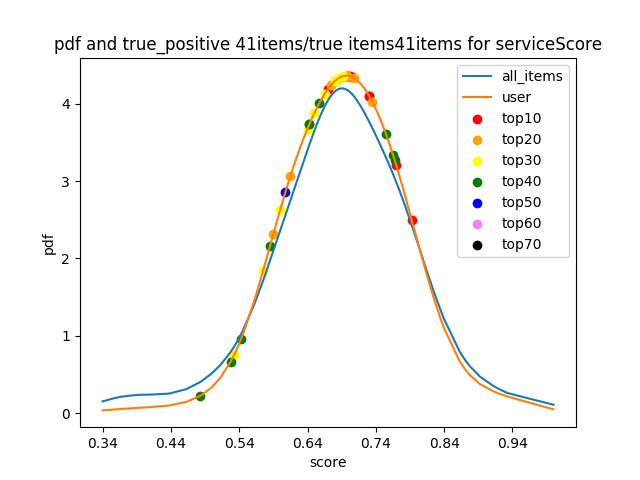 pdf and true_positive 41items/true items41items for serviceScore
all_items
user
top10
top20
top30
top40
top50
top60
top70
pdf
4
3
2
1
0
0.34 0.44 0.54 0.64 0.74 0.84 0.94
score